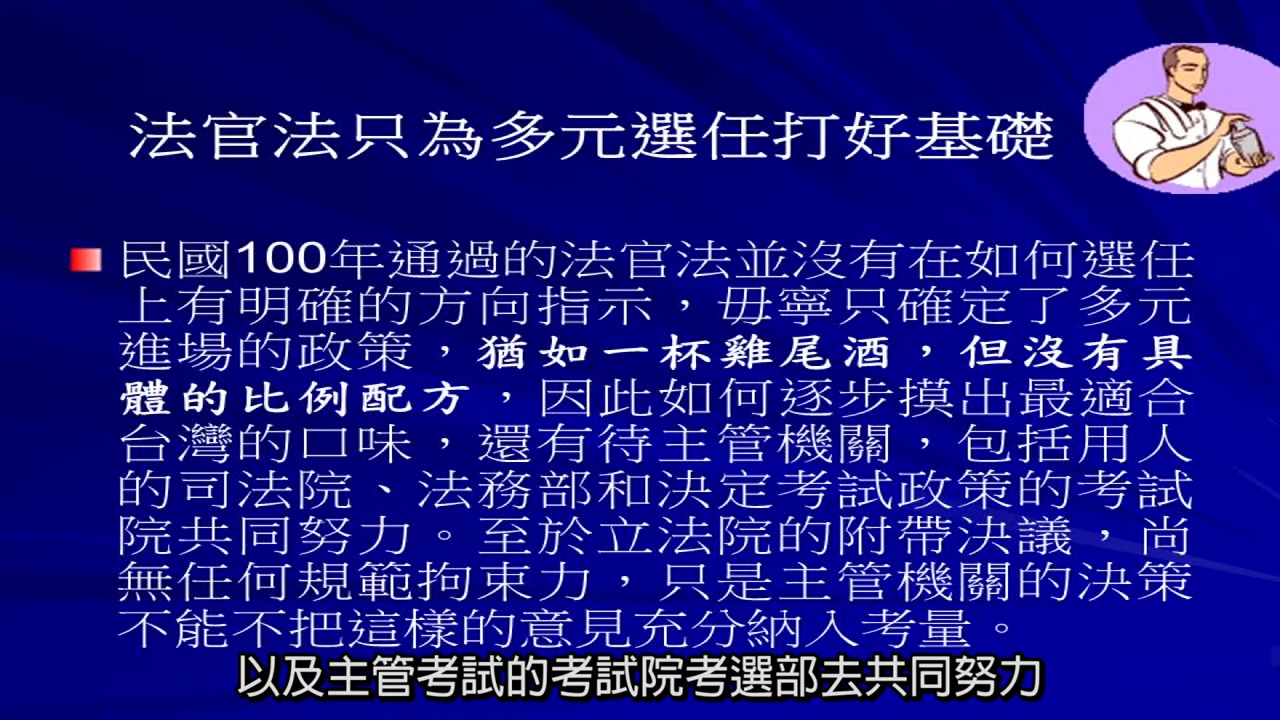 法官法只為多元選任打好基礎
民國100年通過的法官法並沒有在如何選任
上有明確的方向指示，毋寧只確定了多元
進場的政策，猶如一杯雞尾酒，但沒有具
體的比例配方，因此如何逐步摸出最適合
台灣的口味，還有待主管機關，包括用人
的司法院、法務部和決定考試政策的考試
院共同努力。至於立法院的附帶決議，尚
無任何規範拘束力，只是主管機關的決策
不能不把這樣的意見充分納入考量。
以及主管考試的考試院考選部去共同努力